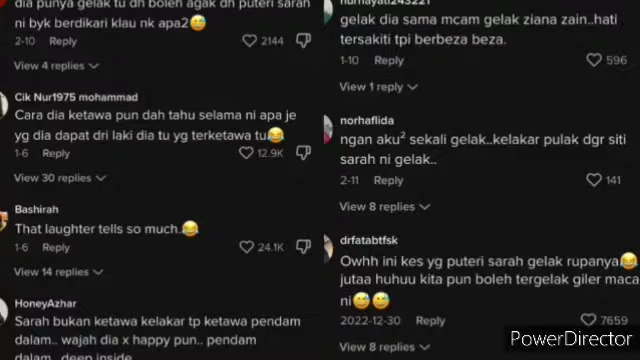 dia punya gelak tu dh boleh agak dh puteri sarah
ni byk berdikari klau nk apa2😅
2-10 Reply 2144
View 4 replies
Cik Nur1975 mohammad
Cara dia ketawa pun dah tahu selama ni apa je
yg dia dapat dri laki dia tu yg terketawa tu😂
1-6 Reply 12.9K
View 30 replies
Bashirah
That laughter tells so much.😂
1-6 Reply 24.1K
View 14 replies
HoneyAzhar
Sarah bukan ketawa kelakar tp ketawa pendam
dalam.. wajah dia x happy pun.. pendam
dalam.. deep inside
gelak dia sama mcam gelak ziana zain..hati
tersakiti tpi berbeza beza.
1-10 Reply 596
View 1 reply
norhaflida
ngan aku² sekali gelak..kelakar pulak dgr siti
sarah ni gelak..
2-11 Reply 141
View 8 replies
drfatabtfsk
Owhh ini kes yg puteri sarah gelak rupanya😂
jutaa huhuu kita pun boleh tergelak giler maca
ni😅😅
2022-12-30 Reply 7659
View 8 replies
PowerDirector